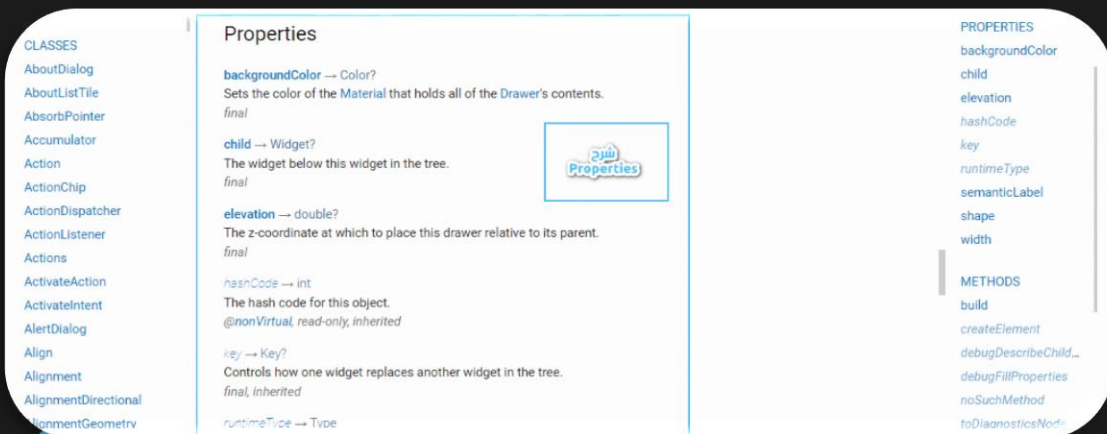 CLASSES
AboutDialog
AboutListTile
AbsorbPointer
Accumulator
Action
ActionChip
ActionDispatcher
ActionListener
Actions
ActivateAction
ActivateIntent
AlertDialog
Align
Alignment
AlignmentDirectional
AlignmentGeometry
Properties
backgroundColor → Color?
Sets the color of the Material that holds all of the Drawer's contents.
final
child → Widget?
The widget below this widget in the tree.
final
شرح
Properties
elevation → double?
The z-coordinate at which to place this drawer relative to its parent.
final
hashCode → int
The hash code for this object.
@nonVirtual, read-only, inherited
key → Key?
Controls how one widget replaces another widget in the tree.
final, inherited
runtimeType → Type
PROPERTIES
backgroundColor
child
elevation
hashCode
key
runtimeType
semanticLabel
shape
width
METHODS
build
createElement
debugDescribeChild...
debugFillProperties
noSuchMethod
toDiagnosticsNode